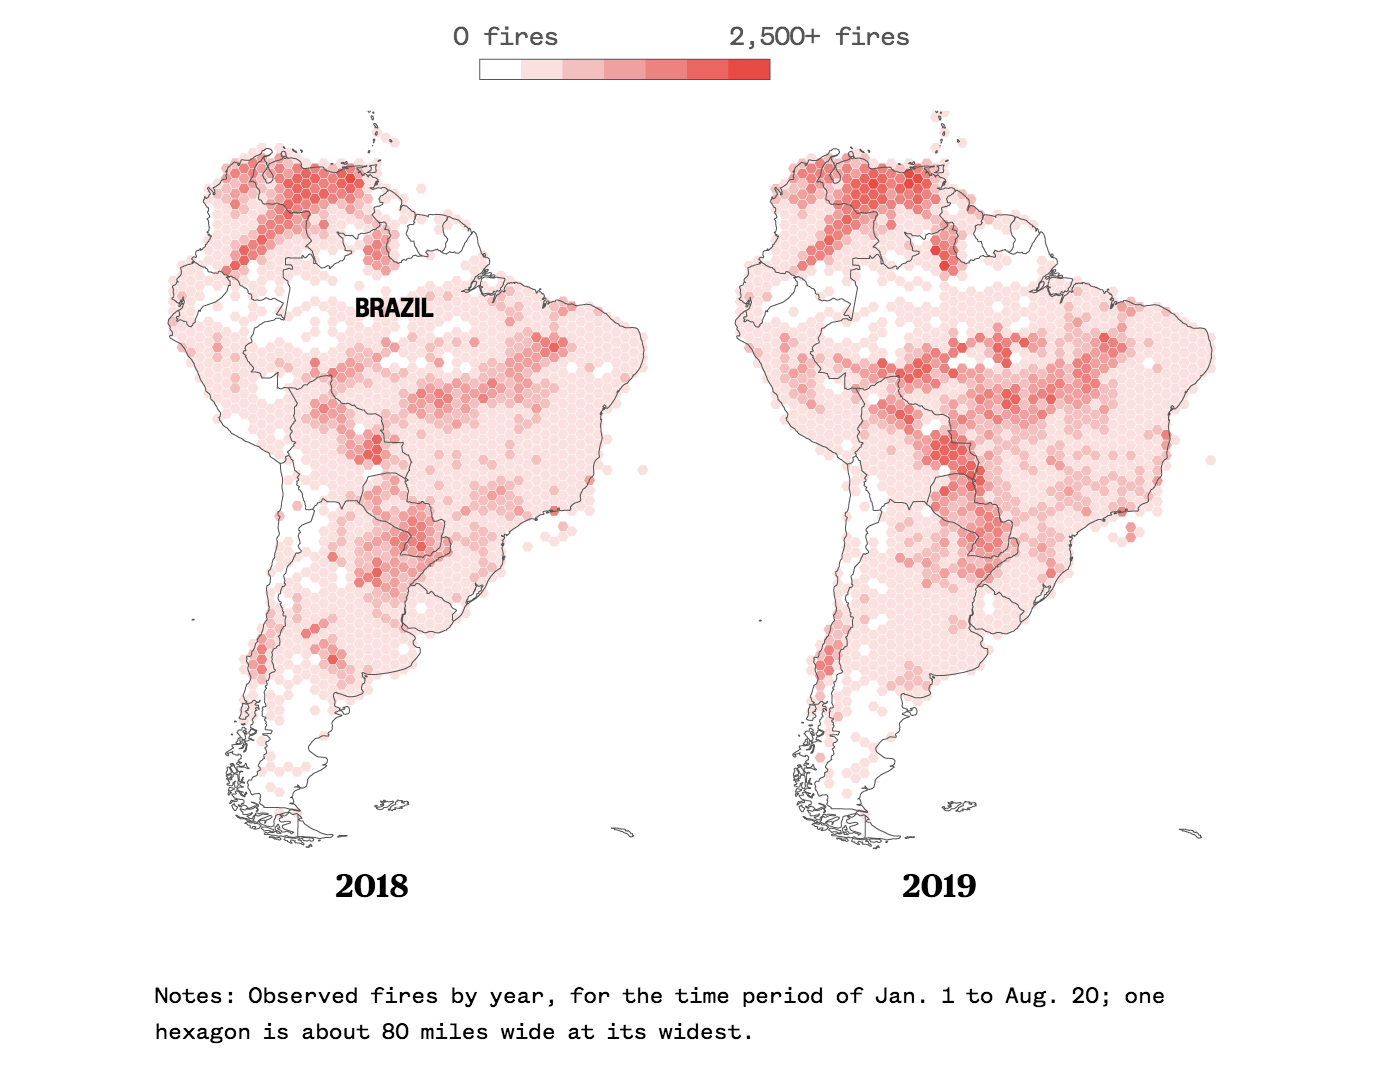 0 fires 2,500+ fires
BRAZIL
2018 2019
Notes: Observed fires by year, for the time period of Jan. 1 to Aug. 20; one
hexagon is about 80 miles wide at its widest.